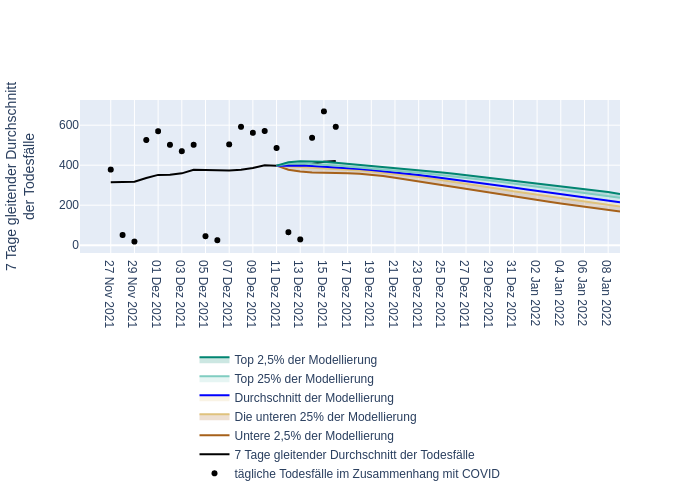 7 Tage gleitender Durchschnitt
der Todesfälle
600
400
200
0
27 Nov 2021
29 Nov 2021
01 Dez 2021
03 Dez 2021
05 Dez 2021
07 Dez 2021
09 Dez 2021
11 Dez 2021
13 Dez 2021
15 Dez 2021
17 Dez 2021
19 Dez 2021
21 Dez 2021
23 Dez 2021
25 Dez 2021
27 Dez 2021
29 Dez 2021
31 Dez 2021
02 Jan 2022
04 Jan 2022
06 Jan 2022
08 Jan 2022
Top 2,5% der Modellierung
Top 25% der Modellierung
Durchschnitt der Modellierung
Die unteren 25% der Modellierung
Untere 2,5% der Modellierung
7 Tage gleitender Durchschnitt der Todesfälle
tägliche Todesfälle im Zusammenhang mit COVID